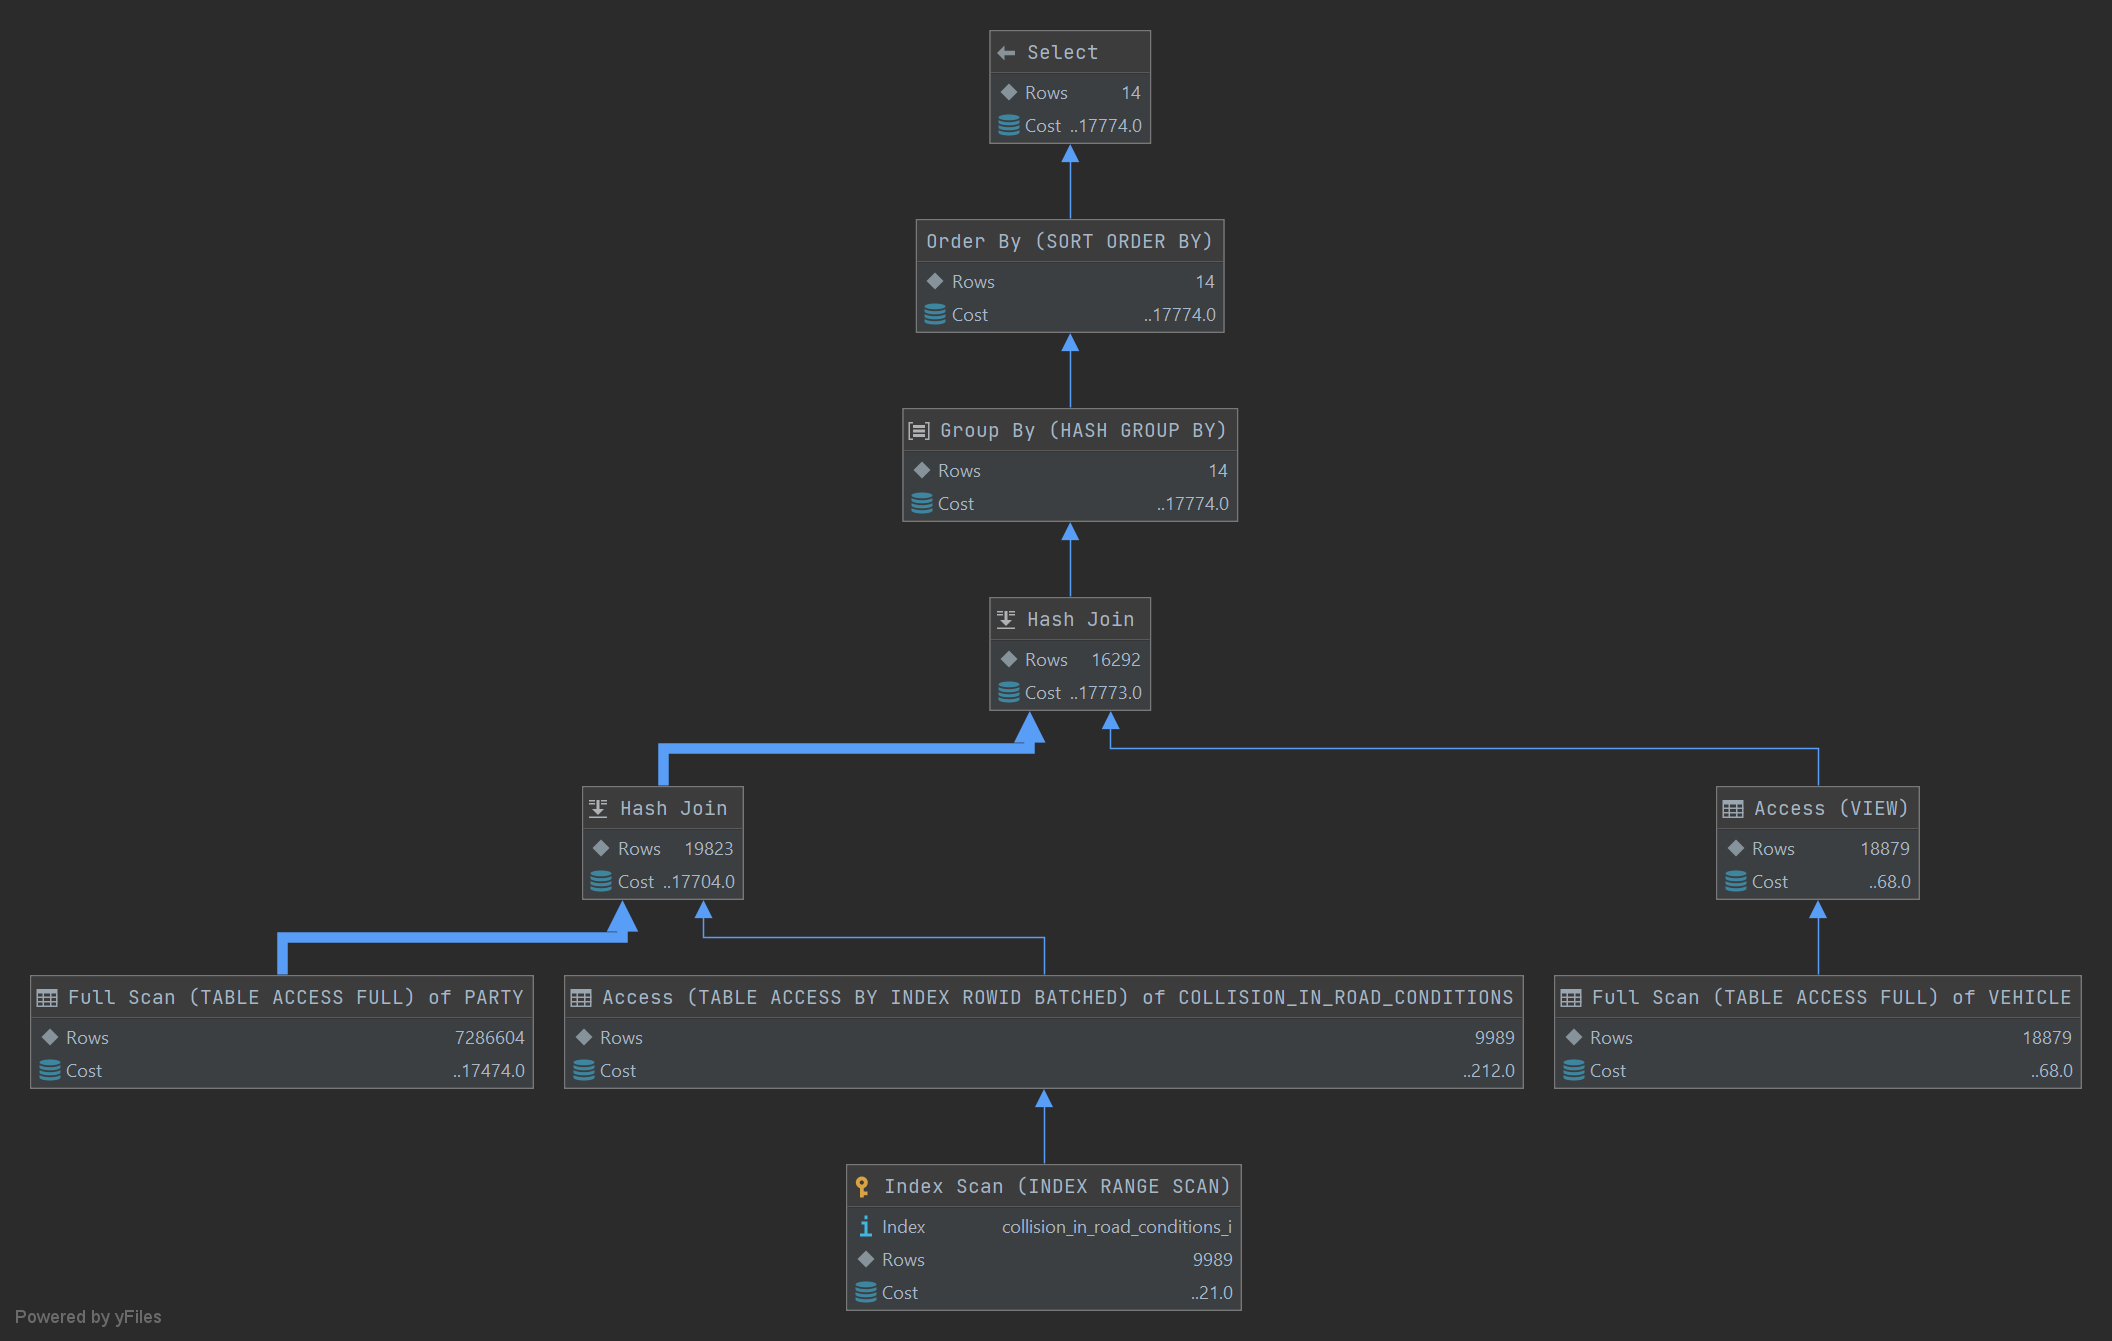 Select
Rows 14
Cost ..17774.0
Order By (SORT ORDER BY)
Rows 14
Cost ..17774.0
Group By (HASH GROUP BY)
Rows 14
Cost ..17774.0
Hash Join
Rows 16292
Cost ..17773.0
Hash Join
Rows 19823
Cost ..17704.0
Access (VIEW)
Rows 18879
Cost ..68.0
Full Scan (TABLE ACCESS FULL) of PARTY
Rows 7286604
Cost ..17474.0
Access (TABLE ACCESS BY INDEX ROWID BATCHED) of COLLISION_IN_ROAD_CONDITIONS
Rows 9989
Cost ..212.0
Full Scan (TABLE ACCESS FULL) of VEHICLE
Rows 18879
Cost ..68.0
Index Scan (INDEX RANGE SCAN)
Index collision_in_road_conditions_i
Rows 9989
Cost ..21.0
Powered by yFiles